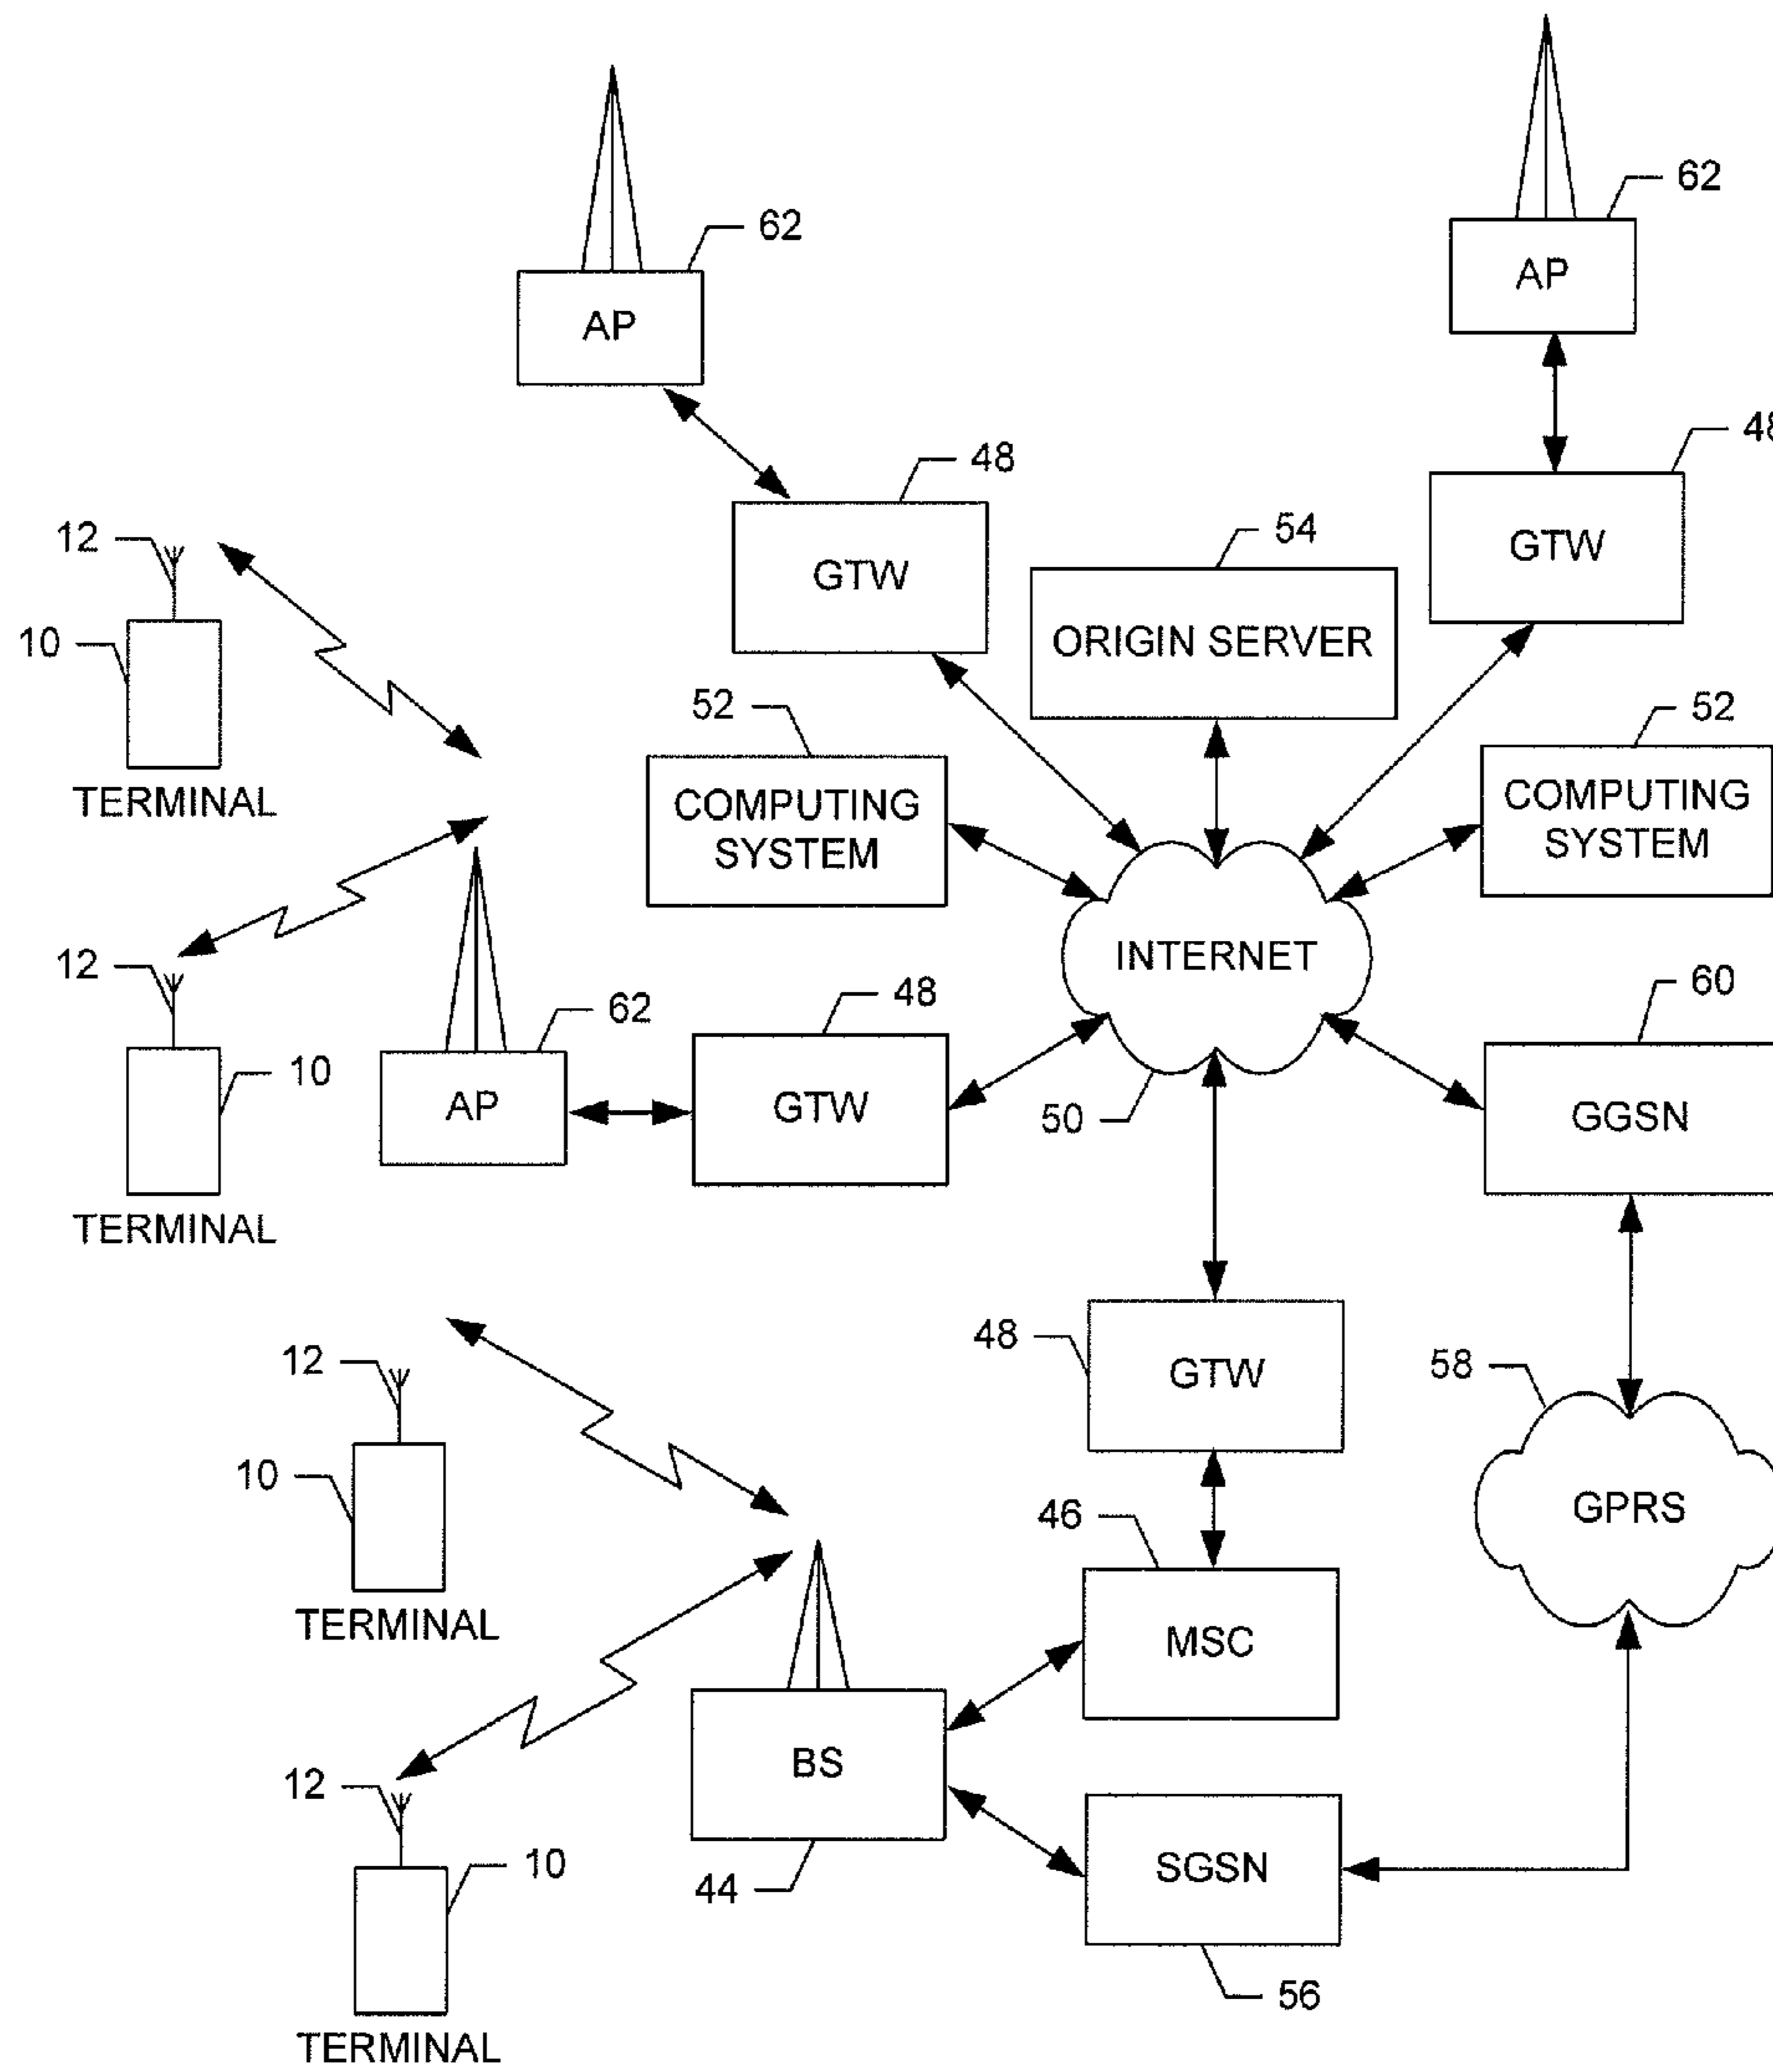 62
AP
62
AP
48
GTW
48
GTW
54
ORIGIN SERVER
12
10
TERMINAL
52
COMPUTING
SYSTEM
52
COMPUTING
SYSTEM
INTERNET
50
12
10
TERMINAL
62
AP
48
GTW
60
GGSN
48
GTW
58
GPRS
12
10
TERMINAL
46
MSC
BS
44
SGSN
56
12
10
TERMINAL